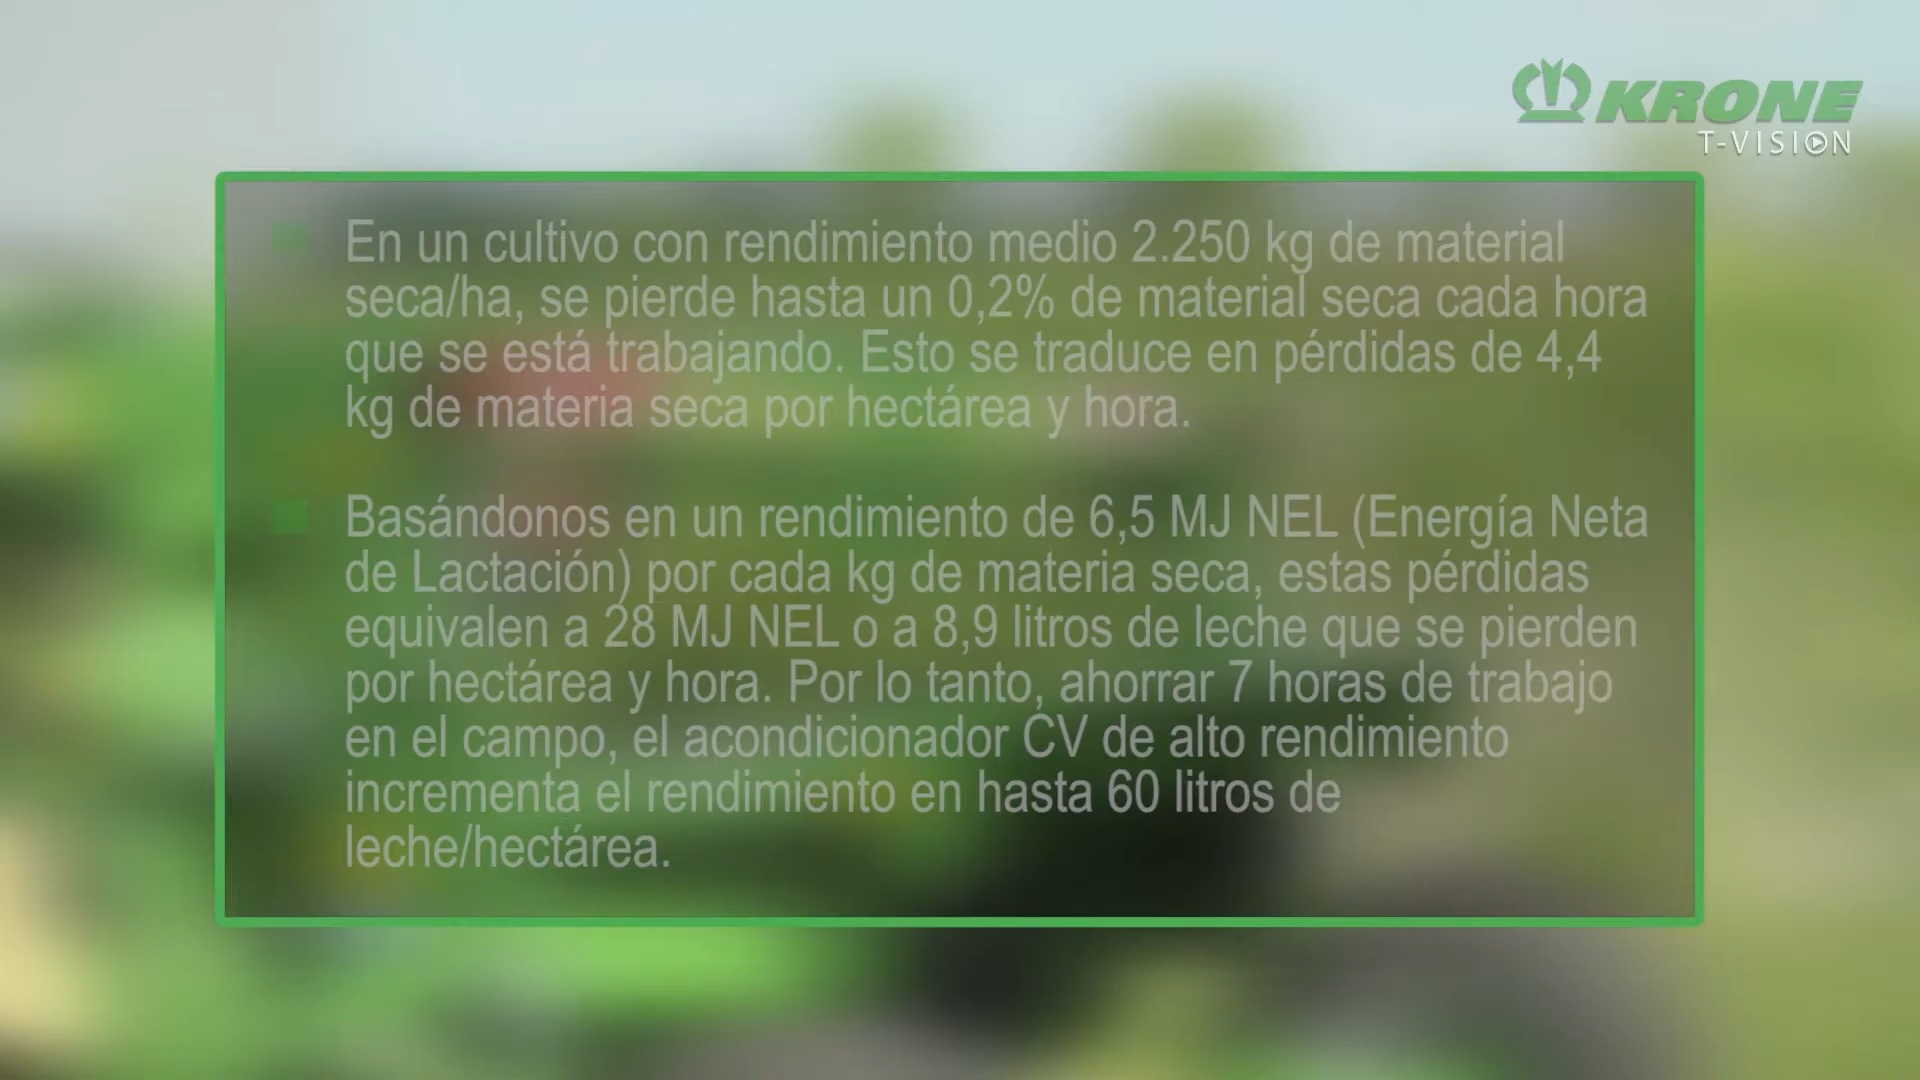 KRONE
T-VISION
En un cultivo con rendimiento medio 2.250 kg de material
seca/ha, se pierde hasta un 0,2% de material seca cada hora
que se está trabajando. Esto se traduce en pérdidas de 4,4
kg de materia seca por hectárea y hora.
Basándonos en un rendimiento de 6,5 MJ NEL (Energía Neta
de Lactación) por cada kg de materia seca, estas pérdidas
equivalen a 28 MJ NEL o a 8,9 litros de leche que se pierden
por hectárea y hora. Por lo tanto, ahorrar 7 horas de trabajo
en el campo, el acondicionador CV de alto rendimiento
incrementa el rendimiento en hasta 60 litros de
leche/hectárea.